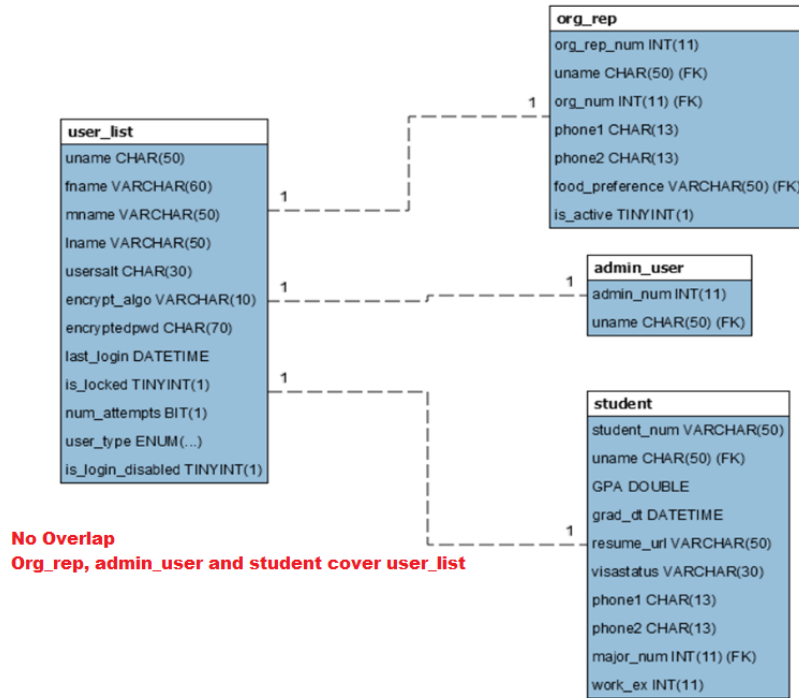 org_rep
org_rep_num INT(11)
uname CHAR(50) (FK)
org_num INT(11) (FK)
phone1 CHAR(13)
phone2 CHAR(13)
food_preference VARCHAR(50) (FK)
is_active TINYINT(1)
1
user_list
uname CHAR(50)
fname VARCHAR(60)
mname VARCHAR(50)
lname VARCHAR(50)
usersalt CHAR(30)
encrypt_algo VARCHAR(10)
encryptedpwd CHAR(70)
last_login DATETIME
is_locked TINYINT(1)
num_attempts BIT(1)
user_type ENUM(...)
is_login_disabled TINYINT(1)
1
1
1
admin_user
admin_num INT(11)
uname CHAR(50) (FK)
1
student
student_num VARCHAR(50)
uname CHAR(50) (FK)
GPA DOUBLE
grad_dt DATETIME
resume_url VARCHAR(50)
visastatus VARCHAR(30)
phone1 CHAR(13)
phone2 CHAR(13)
major_num INT(11) (FK)
work_ex INT(11)
1
No Overlap
Org_rep, admin_user and student cover user_list